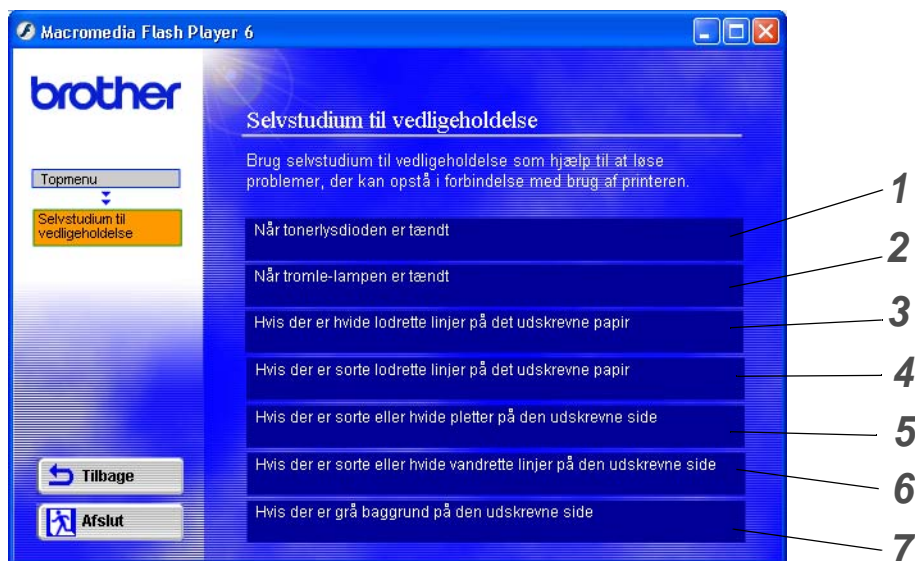 Macromedia Flash Player 6
brother
Topmenu
Selvstudium til
vedligeholdelse
Tilbage
Afslut
Selvstudium til vedligeholdelse
Brug selvstudium til vedligeholdelse som hjælp til at løse
problemer, der kan opstå i forbindelse med brug af printeren.
Når tonerlysdioden er tændt
1
Når tromle-lampen er tændt
2
Hvis der er hvide lodrette linjer på det udskrevne papir
3
Hvis der er sorte lodrette linjer på det udskrevne papir
4
Hvis der er sorte eller hvide pletter på den udskrevne side
5
Hvis der er sorte eller hvide vandrette linjer på den udskrevne side
6
Hvis der er grå baggrund på den udskrevne side
7